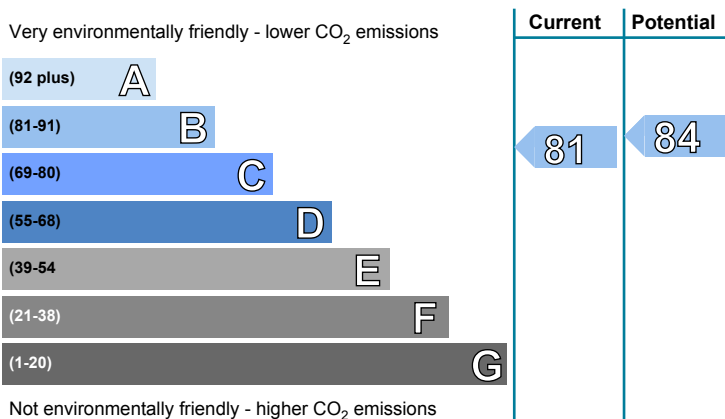 Very environmentally friendly - lower CO₂ emissions
Current
Potential
(92 plus) A
(81-91) B
(69-80) C
(55-68) D
(39-54 E
(21-38) F
(1-20) G
81
84
Not environmentally friendly - higher CO₂ emissions